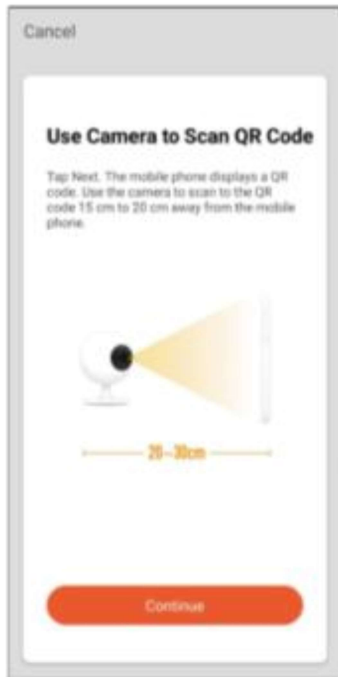 Cancel
Use Camera to Scan QR Code
Tap Next. The mobile phone displays a QR
code. Use the camera to scan to the QR
code 15 cm to 20 cm away from the mobile
phone.
20~30cm
Continue